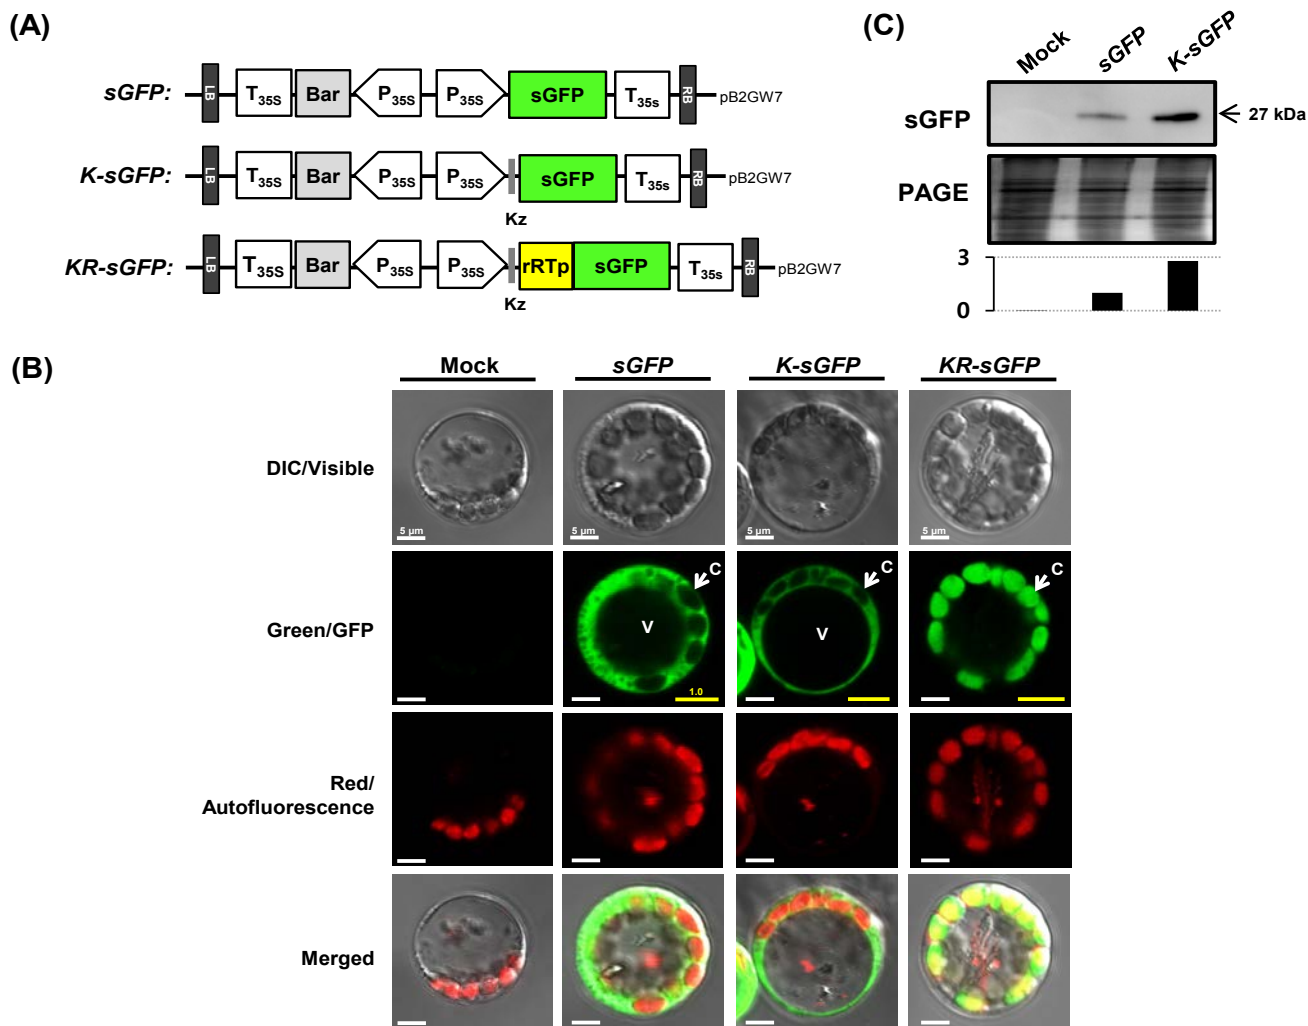 (A)
sGFP: LB T35S Bar P35S P35S sGFP T35s RB pB2GW7
K-sGFP: LB T35S Bar P35S P35S sGFP T35s RB pB2GW7
Kz
KR-sGFP: LB T35S Bar P35S P35S rRTp sGFP T35s RB pB2GW7
Kz
(C)
Mock sGFP K-sGFP
sGFP 27 kDa
PAGE
3
0
(B)
Mock sGFP K-sGFP KR-sGFP
DIC/Visible
5 µm 5 µm 5 µm 5 µm
Green/GFP
C C C
V V
1.0
Red/
Autofluorescence
Merged